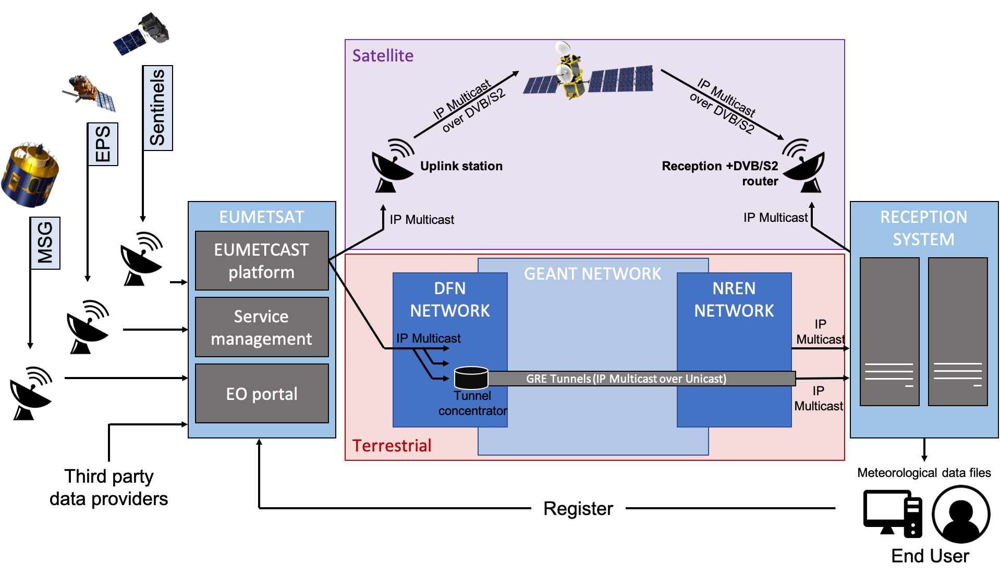 Satellite
Sentinels
EPS
MSG
IP Multicast
over DVB/S2
IP Multicast
over DVB/S2
Uplink station
Reception +DVB/S2
router
IP Multicast
IP Multicast
EUMETSAT
EUMETCAST
platform
Service
management
EO portal
RECEPTION
SYSTEM
GEANT NETWORK
DFN
NETWORK
NREN
NETWORK
IP Multicast
IP
Multicast
GRE Tunnels (IP Multicast over Unicast)
Tunnel
concentrator
IP
Multicast
Terrestrial
Third party
data providers
Meteorological data files
Register
End User